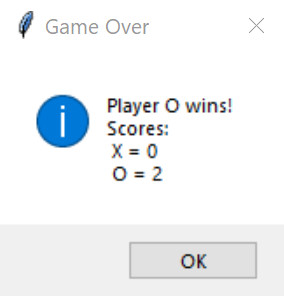 Game Over
Player O wins!
Scores:
X = 0
O = 2
OK